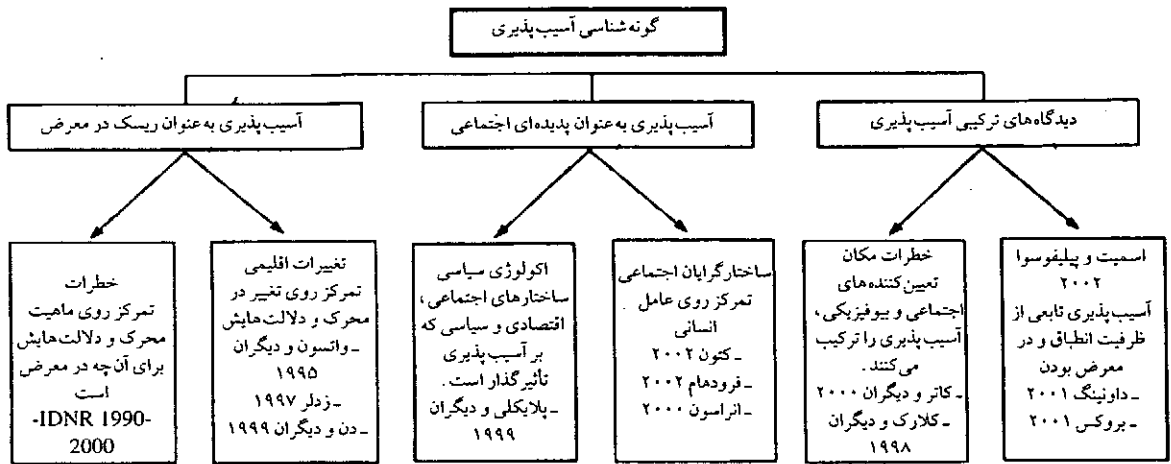 گونه‌شناسی آسیب‌پذیری
دیدگاه‌های ترکیبی آسیب‌پذیری
آسیب‌پذیری به‌عنوان پدیده‌ای اجتماعی
آسیب‌پذیری به‌عنوان ریسک در معرض
اسمیت و پیلیفوسوا
۲۰۰۲
آسیب‌پذیری تابعی از
ظرفیت انطباق و در
معرض بودن
ـ داونینگ ۲۰۰۱
ـ بروکس ۲۰۰۱
خطرات مکان
تعیین‌کننده‌های
اجتماعی و بیوفیزیکی،
آسیب‌پذیری را ترکیب
می‌کنند.
ـ کاتر و دیگران ۲۰۰۰
ـ کلارک و دیگران
۱۹۹۸
ساختارگرایان اجتماعی
تمرکز روی عامل
انسانی
ـ کتون ۲۰۰۲
ـ فرودهام ۲۰۰۲
ـ انراسون ۲۰۰۰
اکولوژی سیاسی
ساختارهای اجتماعی،
اقتصادی و سیاسی که
بر آسیب‌پذیری
تأثیرگذار است.
ـ پلایکلی و دیگران
۱۹۹۹
تغییرات اقلیمی
تمرکز روی تغییر در
محرک و دلالت‌هایش
ـ واتسون و دیگران
۱۹۹۵
ـ زدلر ۱۹۹۷
ـ دن و دیگران ۱۹۹۹
خطرات
تمرکز روی ماهیت
محرک و دلالت‌هایش
برای آن‌چه در معرض
است
-IDNR 1990-
2000